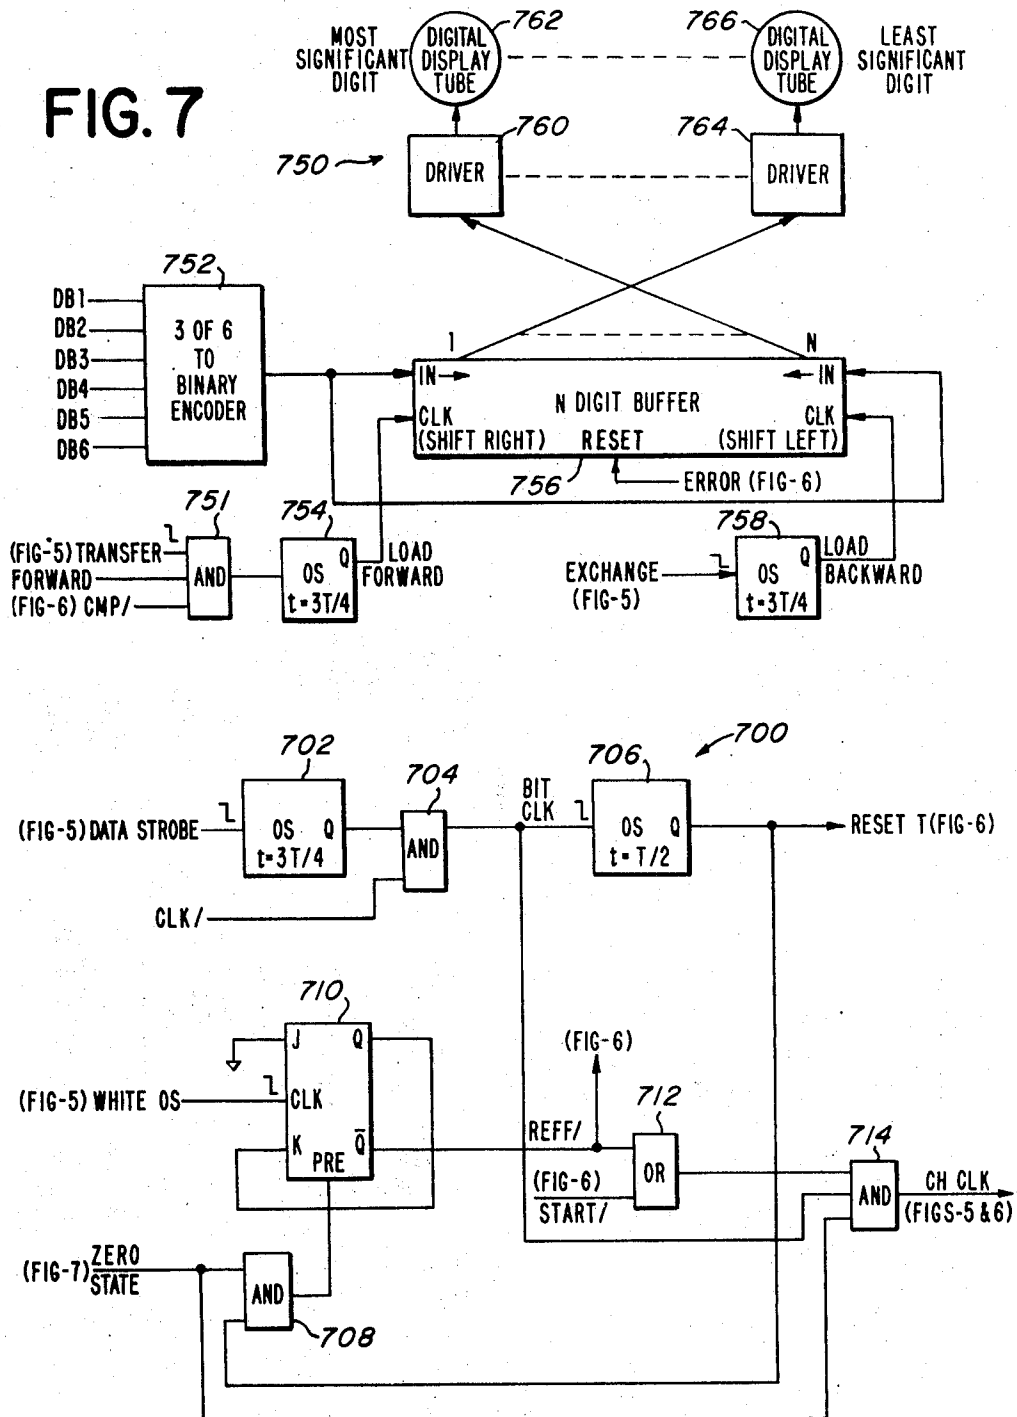 FIG. 7
MOST SIGNIFICANT DIGIT
762
DIGITAL DISPLAY TUBE
766
DIGITAL DISPLAY TUBE
LEAST SIGNIFICANT DIGIT
750
760
DRIVER
764
DRIVER
752
DB1
DB2
DB3
DB4
DB5
DB6
3 OF 6 TO BINARY ENCODER
1
N
IN
IN
N DIGIT BUFFER
CLK
(SHIFT RIGHT)
RESET
CLK
(SHIFT LEFT)
756
ERROR (FIG-6)
751
(FIG-5) TRANSFER
FORWARD
(FIG-6) CMP/
AND
754
OS
Q
t=3T/4
LOAD FORWARD
EXCHANGE (FIG-5)
758
OS
Q
t=3T/4
LOAD BACKWARD
700
702
(FIG-5) DATA STROBE
OS
Q
t=3T/4
704
AND
CLK/
BIT CLK
706
OS
Q
t=T/2
RESET T (FIG-6)
710
J
Q
(FIG-5) WHITE OS
CLK
K
Q̅
PRE
(FIG-6)
REFF/
(FIG-6)
START/
712
OR
714
AND
CH CLK
(FIGS-5 & 6)
(FIG-7) ZERO STATE
AND
708